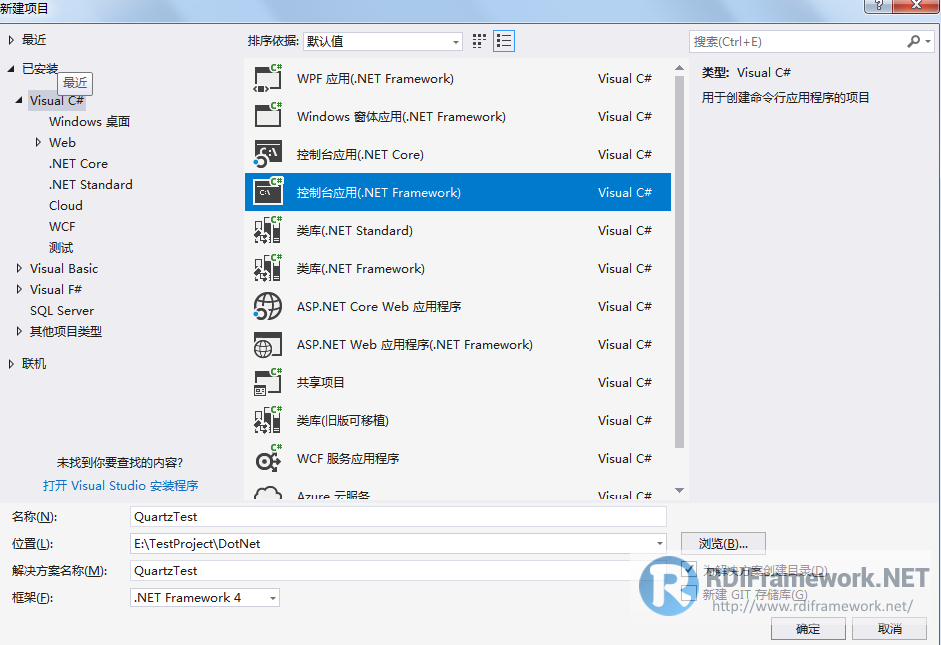 新建项目
最近
已安装
最近
Visual C#
Windows 桌面
Web
.NET Core
.NET Standard
Cloud
WCF
测试
Visual Basic
Visual F#
SQL Server
其他项目类型
联机
未找到你要查找的内容?
打开 Visual Studio 安装程序
排序依据: 默认值
WPF 应用(.NET Framework) Visual C#
Windows 窗体应用(.NET Framework) Visual C#
控制台应用(.NET Core) Visual C#
控制台应用(.NET Framework) Visual C#
类库(.NET Standard) Visual C#
类库(.NET Framework) Visual C#
ASP.NET Core Web 应用程序 Visual C#
ASP.NET Web 应用程序(.NET Framework) Visual C#
共享项目 Visual C#
类库(旧版可移植) Visual C#
WCF 服务应用程序 Visual C#
Azure 云服务 Visual C#
搜索(Ctrl+E)
类型: Visual C#
用于创建命令行应用程序的项目
名称(N): QuartzTest
位置(L): E:\TestProject\DotNet 浏览(B)...
解决方案名称(M): QuartzTest 为解决方案创建目录(D)
框架(F): .NET Framework 4 新建 GIT 存储库(G)
RDIFramework.NET
http://www.rdiframework.net/
确定 取消